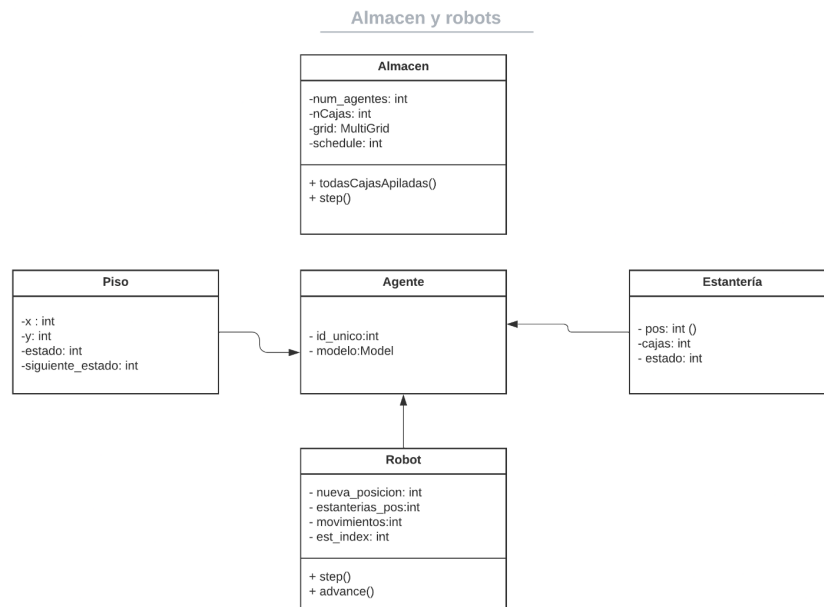 Almacen y robots
Almacen
-num_agentes: int
-nCajas: int
-grid: MultiGrid
-schedule: int
+ todasCajasApiladas()
+ step()
Piso
-x : int
-y: int
-estado: int
-siguiente_estado: int
Agente
- id_unico:int
- modelo:Model
Estantería
- pos: int ()
-cajas: int
- estado: int
Robot
- nueva_posicion: int
- estanterias_pos:int
- movimientos:int
- est_index: int
+ step()
+ advance()